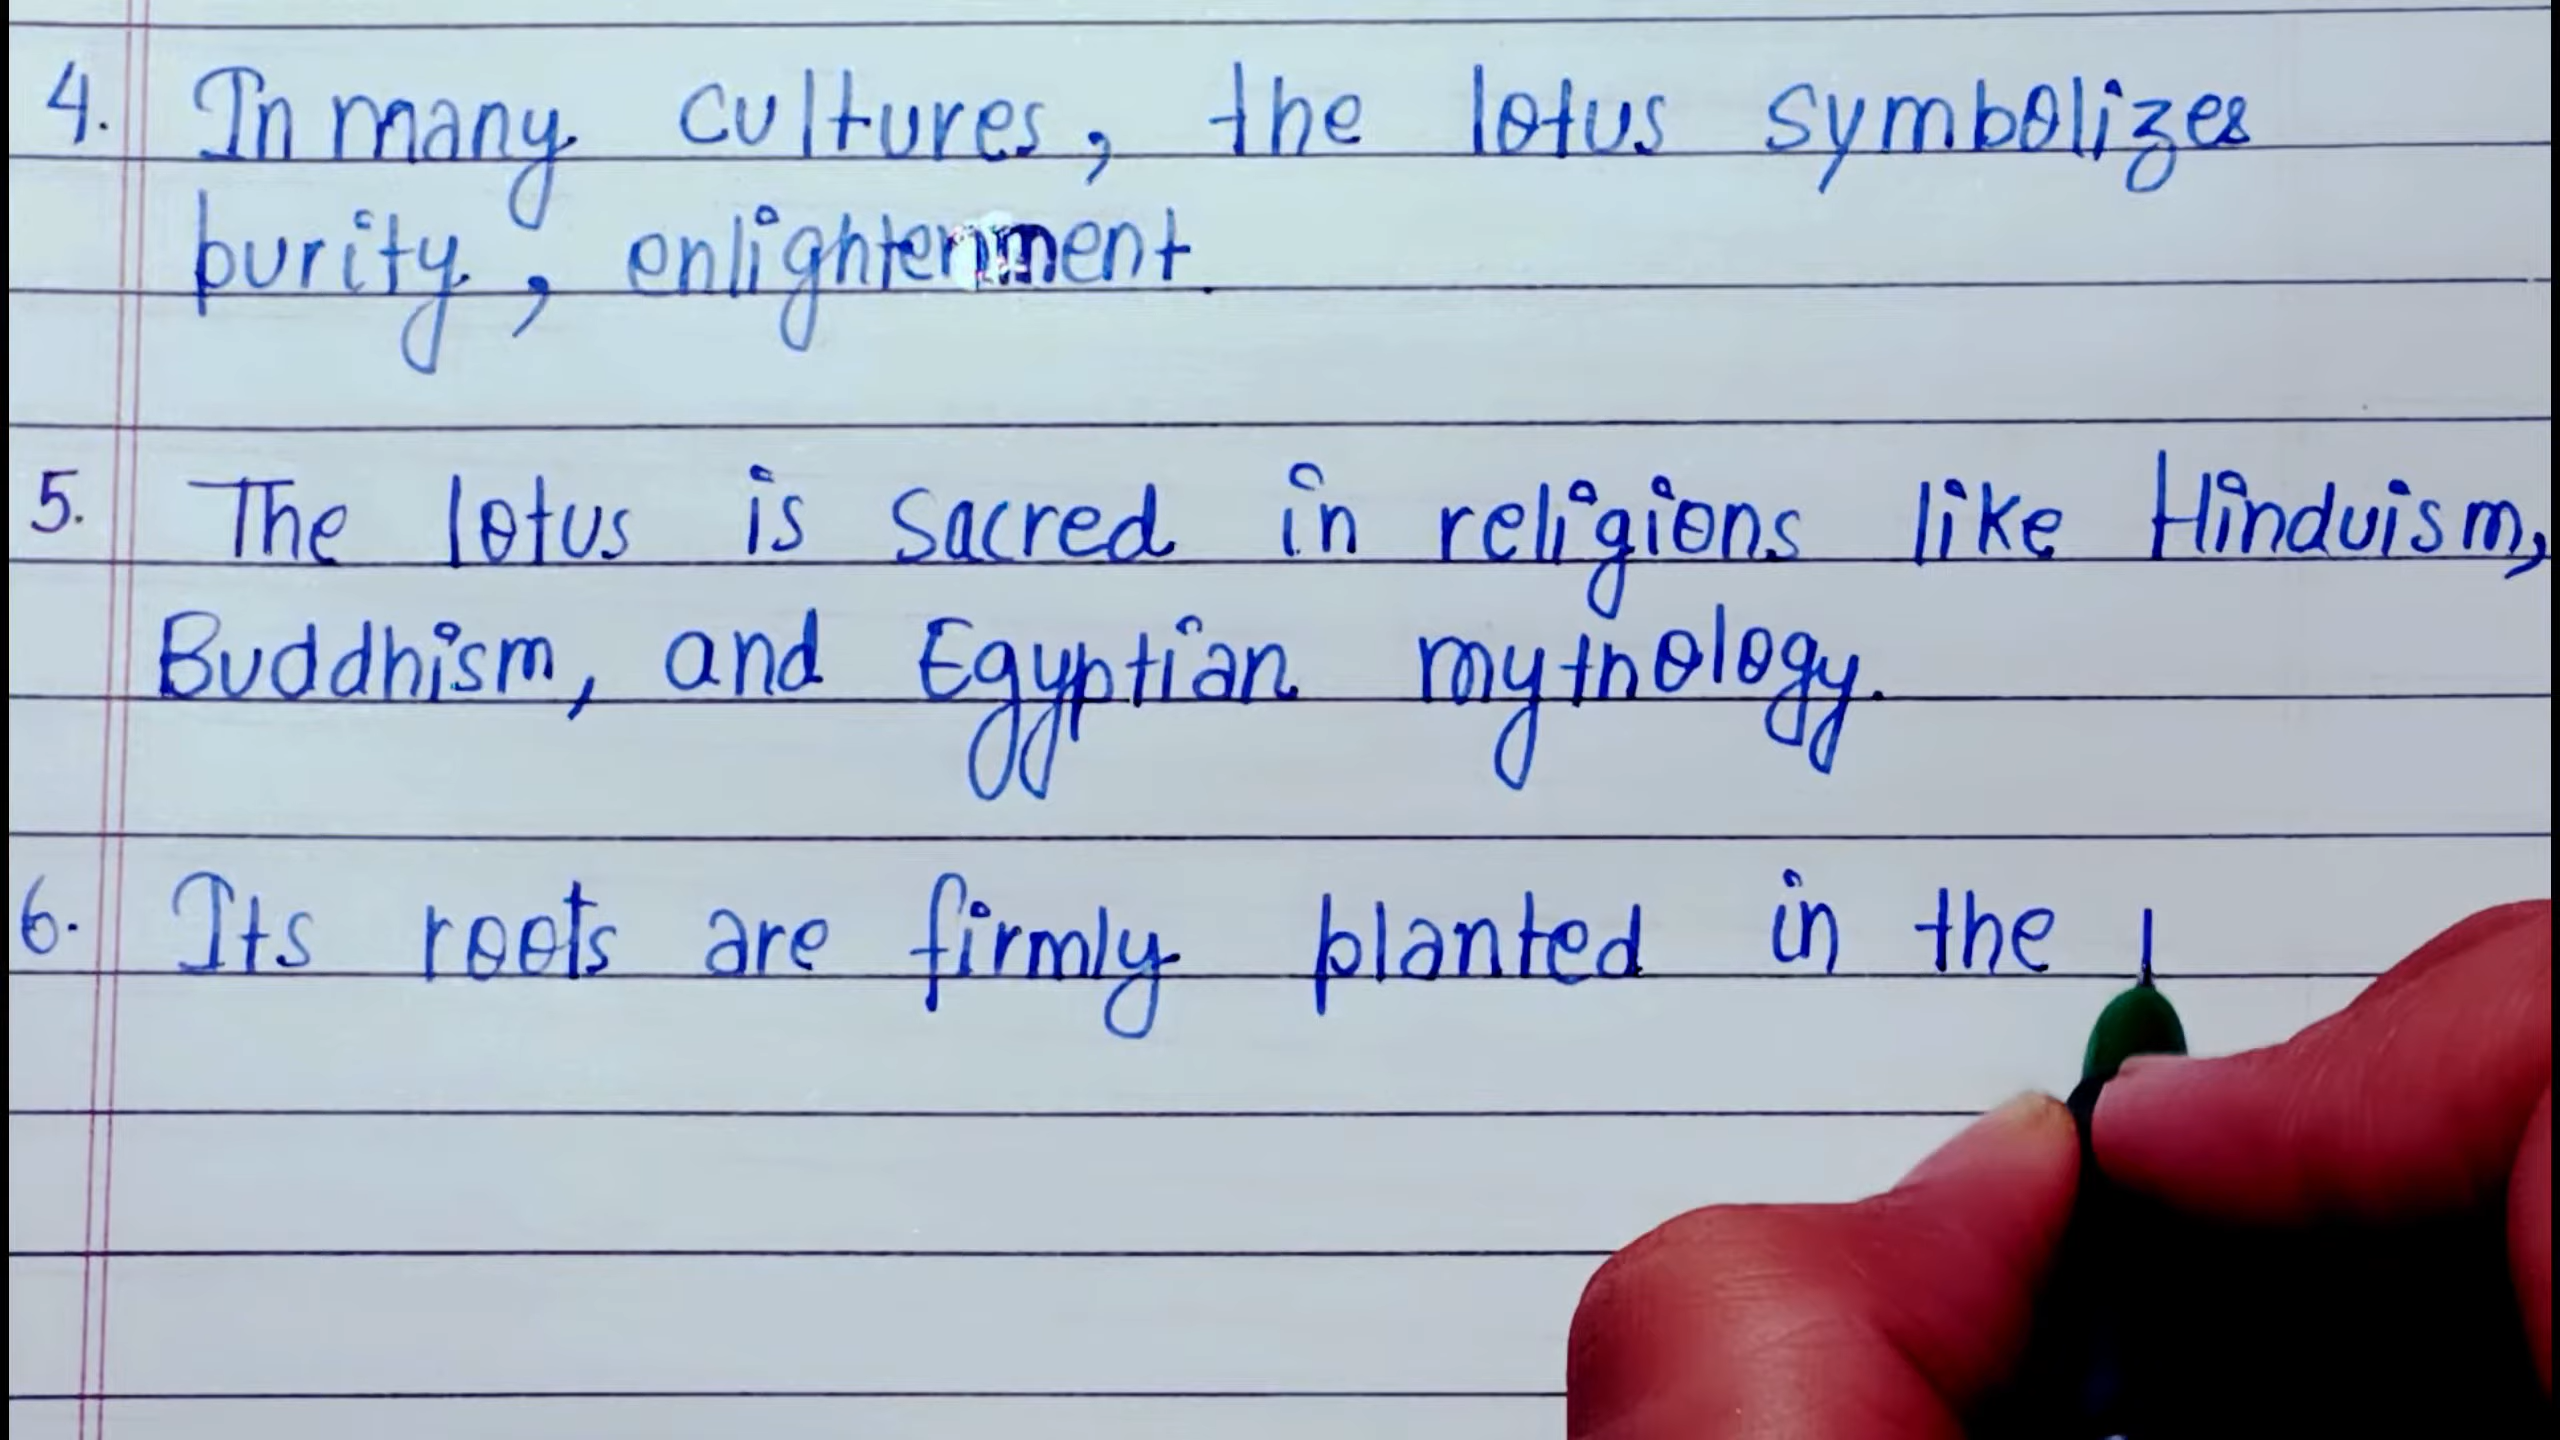 4. In many cultures, the lotus symbolizes
purity, enlightenment.
5. The lotus is sacred in religions like Hinduism,
Buddhism, and Egyptian mythology.
6. Its roots are firmly planted in the